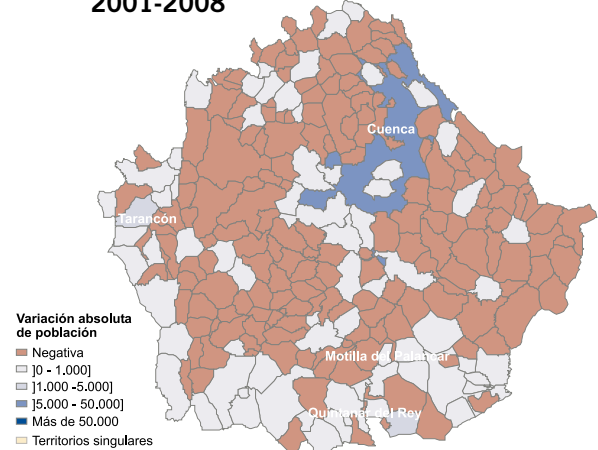 2001-2008
Cuenca
Tarancón
Motilla del Palancar
Quintanar del Rey
Variación absoluta
de población
Negativa
]0 - 1.000]
]1.000 -5.000]
]5.000 - 50.000]
Más de 50.000
Territorios singulares